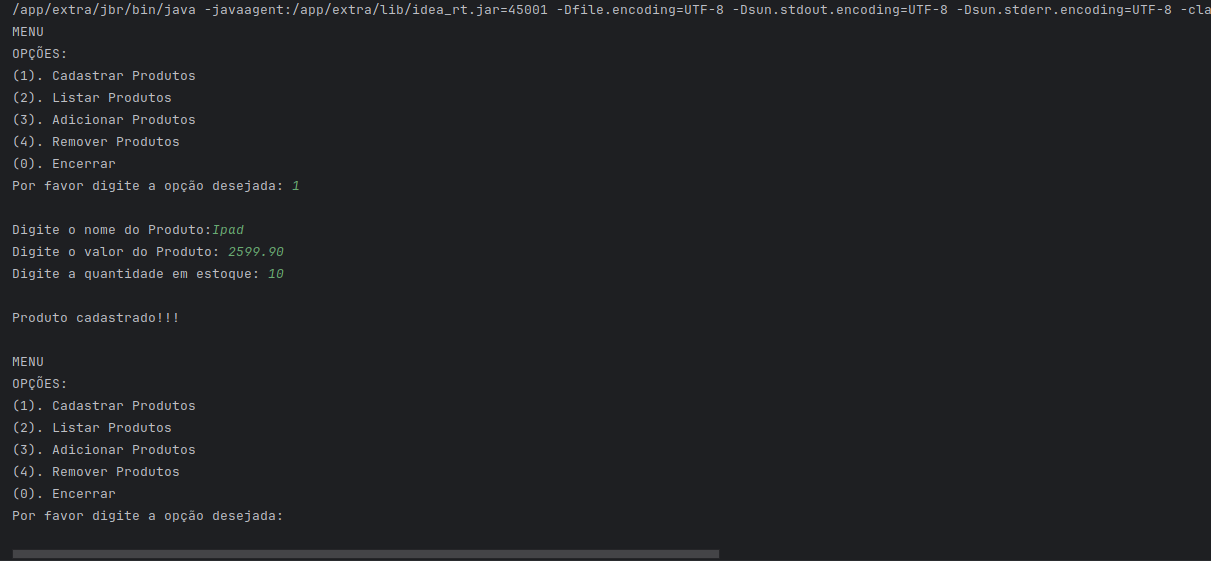 /app/extra/jbr/bin/java -javaagent:/app/extra/lib/idea_rt.jar=45001 -Dfile.encoding=UTF-8 -Dsun.stdout.encoding=UTF-8 -Dsun.stderr.encoding=UTF-8 -cla
MENU
OPÇÕES:
(1). Cadastrar Produtos
(2). Listar Produtos
(3). Adicionar Produtos
(4). Remover Produtos
(0). Encerrar
Por favor digite a opção desejada: 1
Digite o nome do Produto:Ipad
Digite o valor do Produto: 2599.90
Digite a quantidade em estoque: 10
Produto cadastrado!!!
MENU
OPÇÕES:
(1). Cadastrar Produtos
(2). Listar Produtos
(3). Adicionar Produtos
(4). Remover Produtos
(0). Encerrar
Por favor digite a opção desejada: